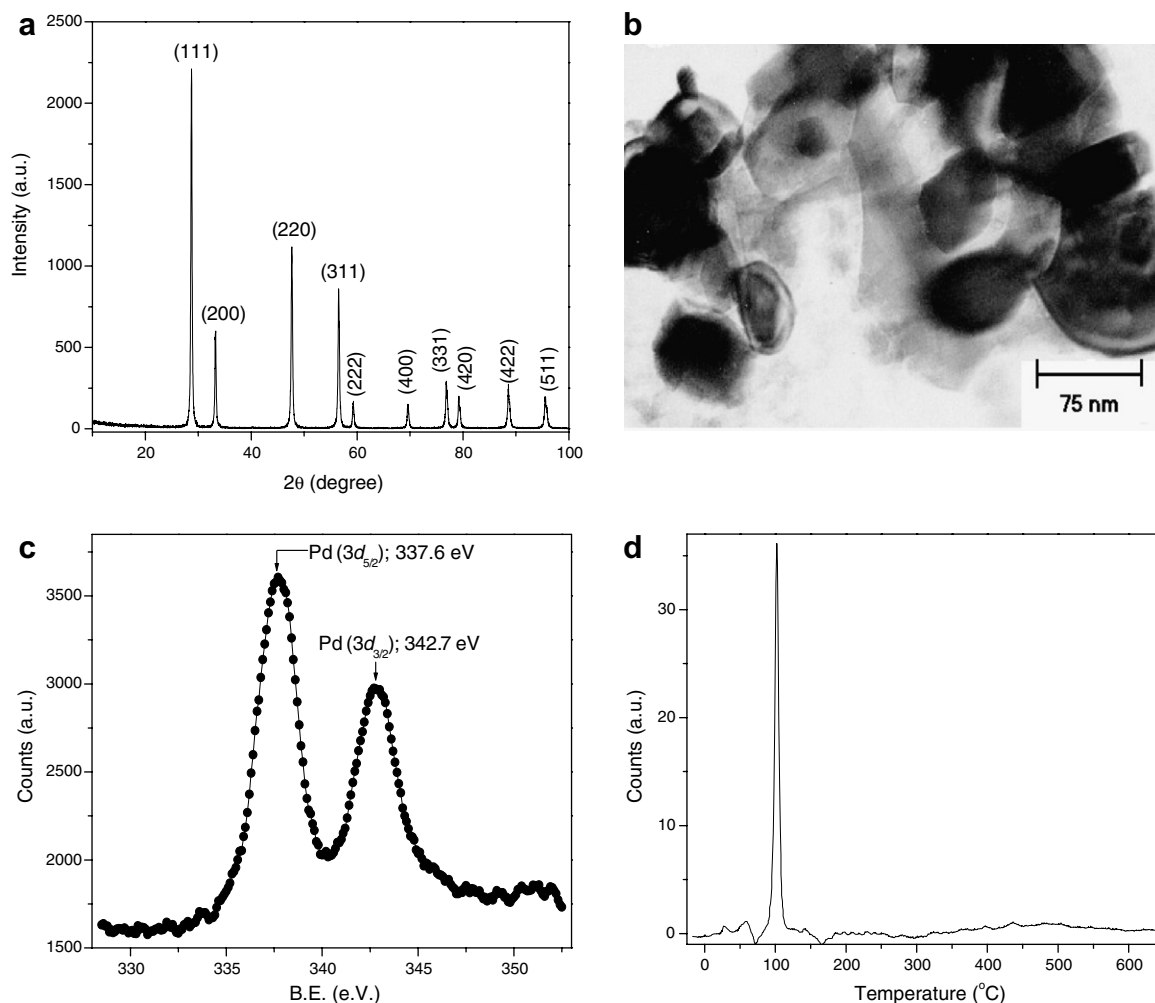 a
2500
2000
1500
1000
500
0
Intensity (a.u.)
(111)
(200)
(220)
(311)
(222)
(400)
(331)
(420)
(422)
(511)
20 40 60 80 100
2θ (degree)
b
75 nm
c
3500
3000
2500
2000
1500
Counts (a.u.)
Pd (3d5/2); 337.6 eV
Pd (3d3/2); 342.7 eV
330 335 340 345 350
B.E. (e.V.)
d
30
20
10
0
Counts (a.u.)
0 100 200 300 400 500 600
Temperature (°C)